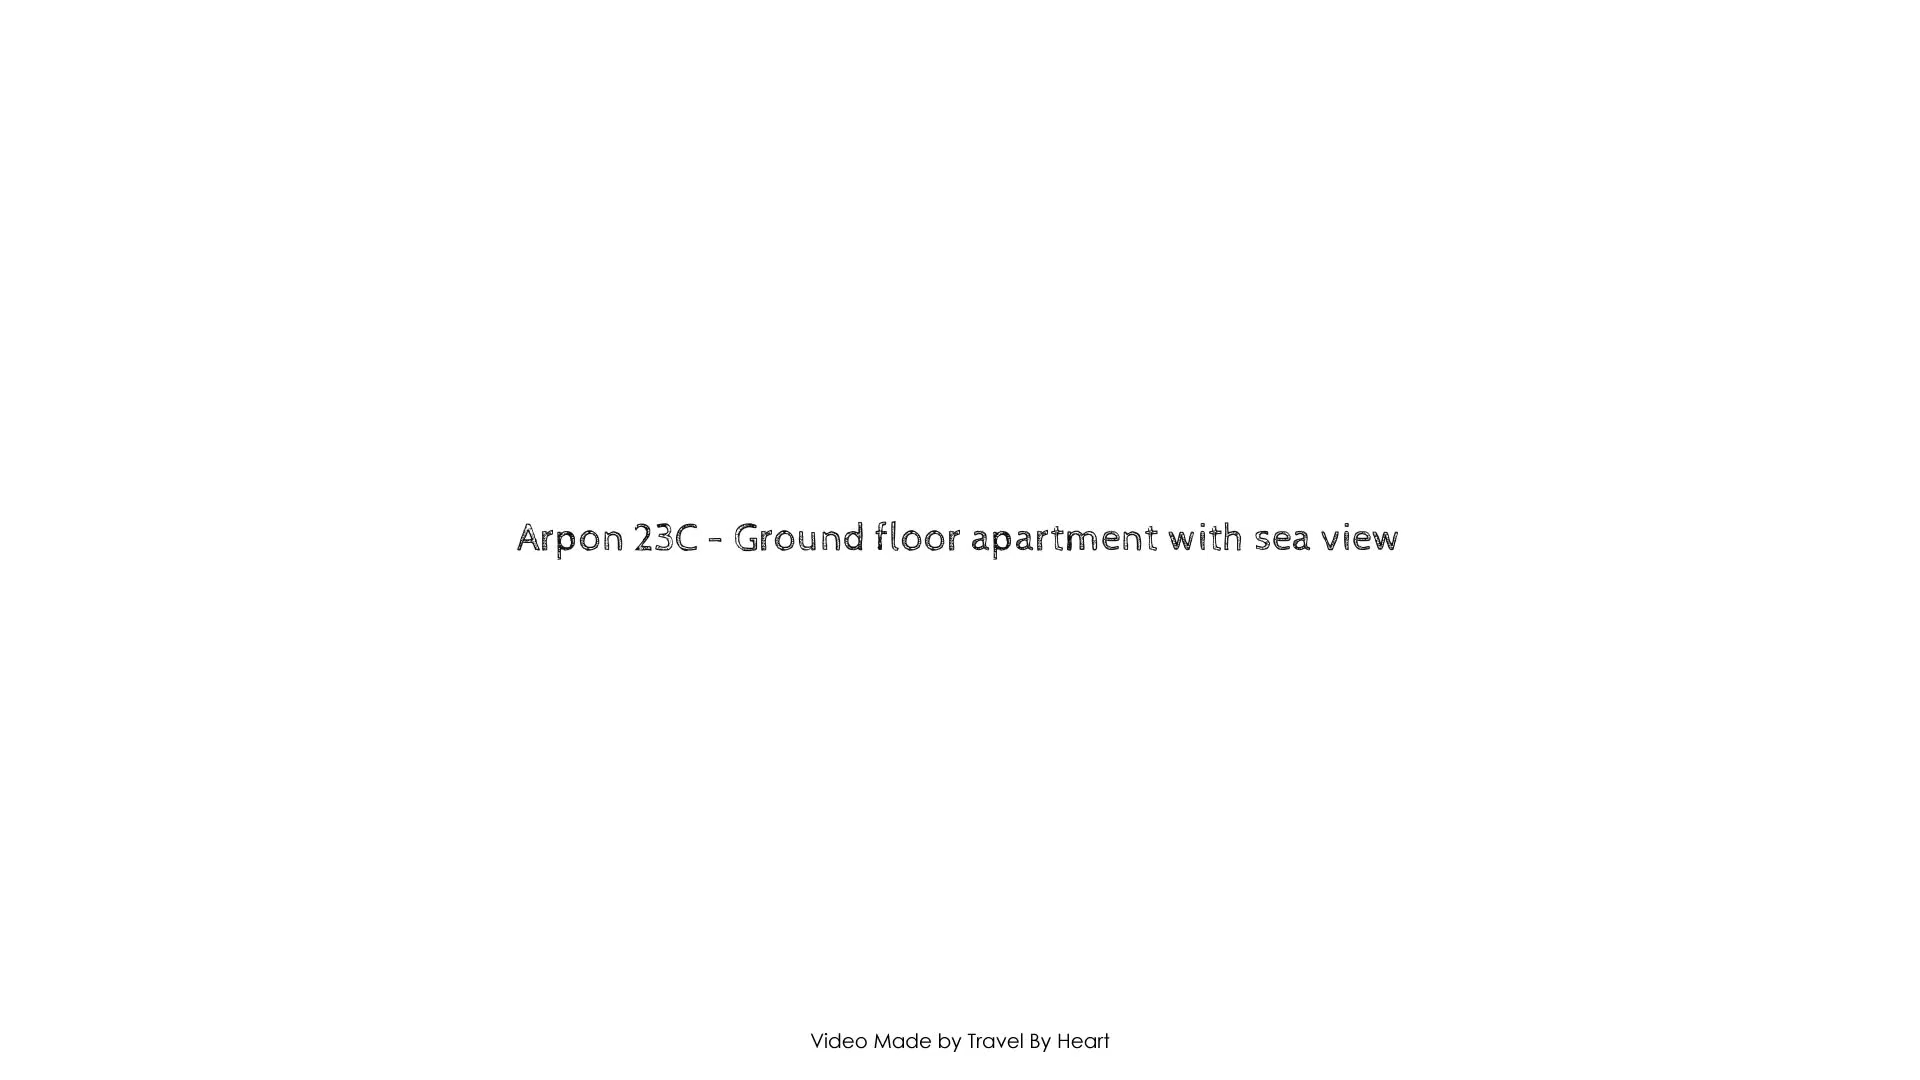 Arpon 23C - Ground floor apartment with sea view
Video Made by Travel By Heart